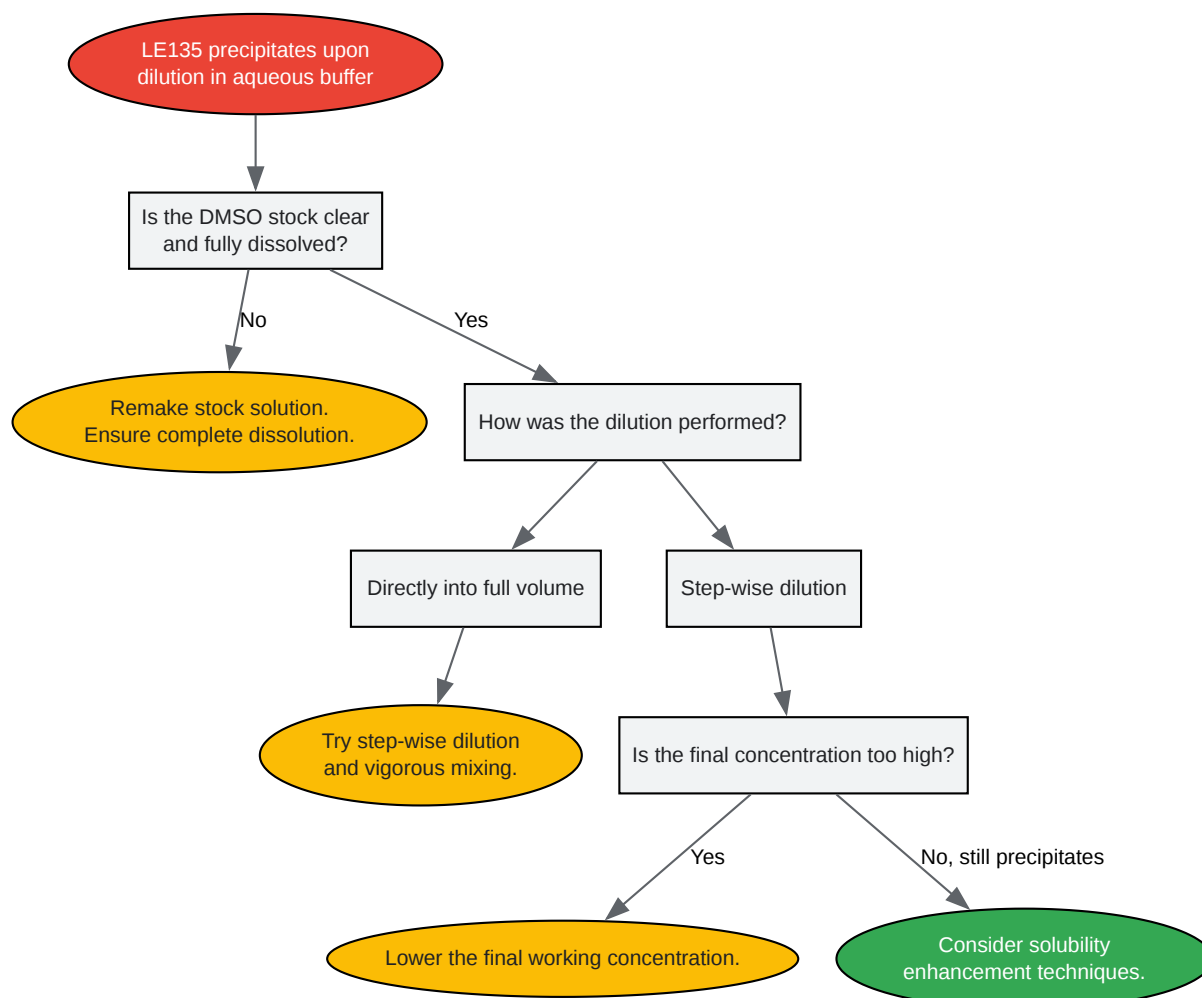 LE135 precipitates upon
dilution in aqueous buffer
Is the DMSO stock clear
and fully dissolved?
No
Yes
Remake stock solution.
Ensure complete dissolution.
How was the dilution performed?
Directly into full volume
Step-wise dilution
Try step-wise dilution
and vigorous mixing.
Is the final concentration too high?
Yes
No, still precipitates
Lower the final working concentration.
Consider solubility
enhancement techniques.